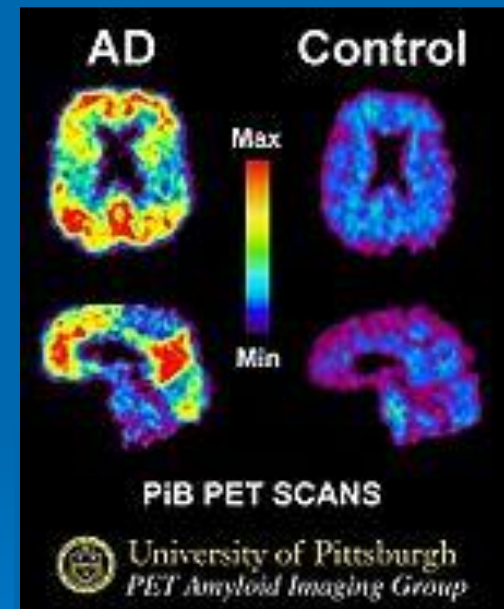 AD Control
Max
Min
PiB PET SCANS
University of Pittsburgh
PET Amyloid Imaging Group